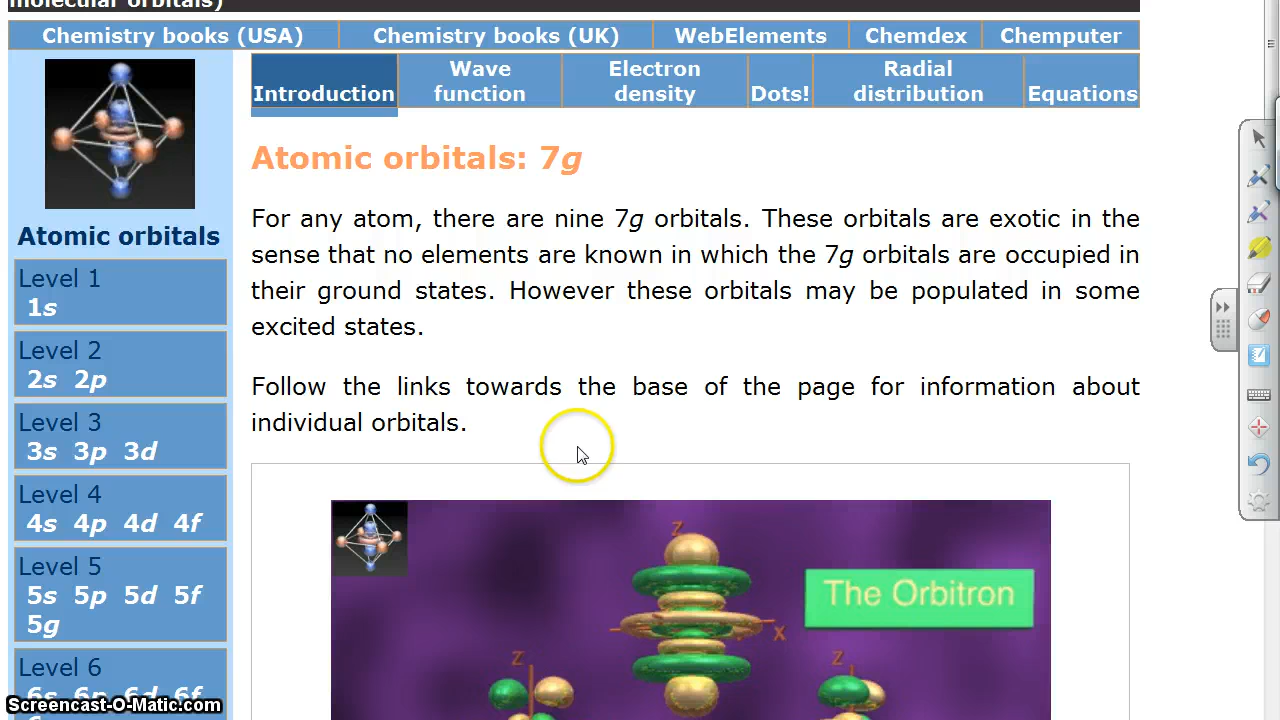 molecular orbitals)
Chemistry books (USA) Chemistry books (UK) WebElements Chemdex Chemputer
Introduction Wave function Electron density Dots! Radial distribution Equations
Atomic orbitals
Level 1
1s
Level 2
2s 2p
Level 3
3s 3p 3d
Level 4
4s 4p 4d 4f
Level 5
5s 5p 5d 5f
5g
Level 6
6s 6p 6d 6f
Atomic orbitals: 7g
For any atom, there are nine 7g orbitals. These orbitals are exotic in the
sense that no elements are known in which the 7g orbitals are occupied in
their ground states. However these orbitals may be populated in some
excited states.
Follow the links towards the base of the page for information about
individual orbitals.
The Orbitron
Z
X
Z
Z
Screencast-O-Matic.com